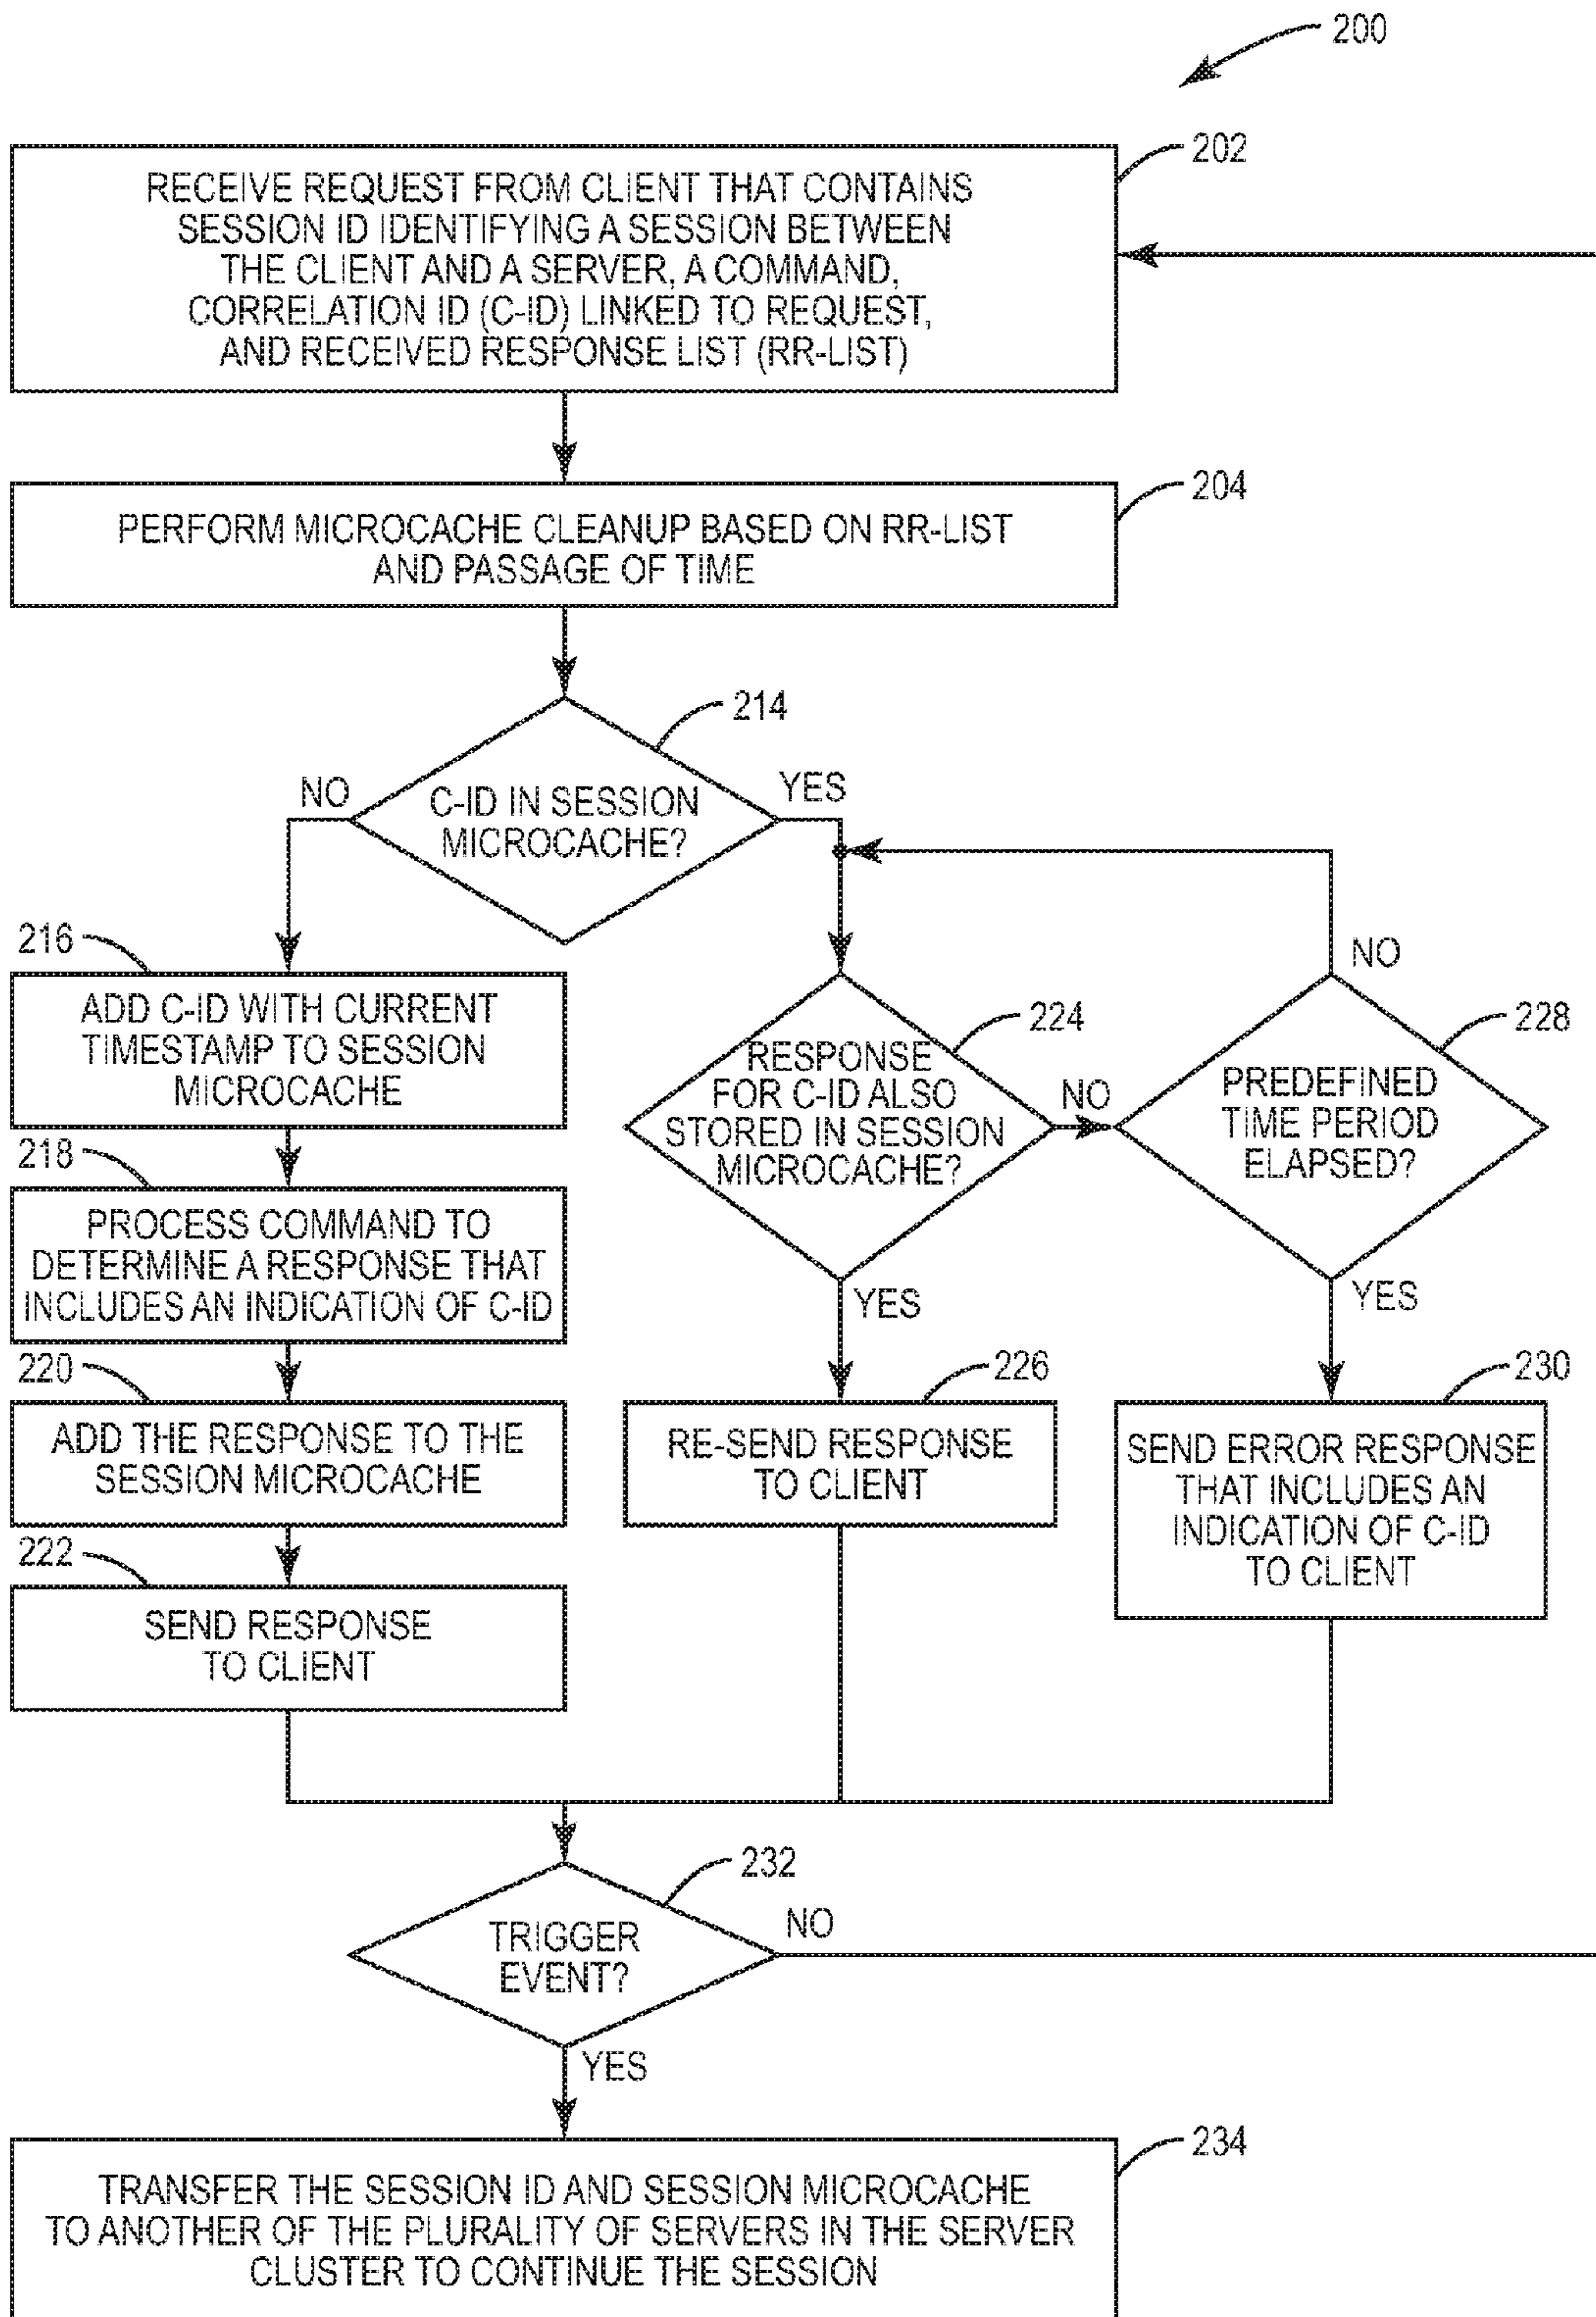 200
202
RECEIVE REQUEST FROM CLIENT THAT CONTAINS
SESSION ID IDENTIFYING A SESSION BETWEEN
THE CLIENT AND A SERVER, A COMMAND,
CORRELATION ID (C-ID) LINKED TO REQUEST,
AND RECEIVED RESPONSE LIST (RR-LIST)
204
PERFORM MICROCACHE CLEANUP BASED ON RR-LIST
AND PASSAGE OF TIME
214
NO
YES
C-ID IN SESSION
MICROCACHE?
216
ADD C-ID WITH CURRENT
TIMESTAMP TO SESSION
MICROCACHE
218
PROCESS COMMAND TO
DETERMINE A RESPONSE THAT
INCLUDES AN INDICATION OF C-ID
220
ADD THE RESPONSE TO THE
SESSION MICROCACHE
222
SEND RESPONSE
TO CLIENT
224
RESPONSE
FOR C-ID ALSO
STORED IN SESSION
MICROCACHE?
NO
YES
226
RE-SEND RESPONSE
TO CLIENT
NO
228
PREDEFINED
TIME PERIOD
ELAPSED?
YES
230
SEND ERROR RESPONSE
THAT INCLUDES AN
INDICATION OF C-ID
TO CLIENT
232
TRIGGER
EVENT?
NO
YES
234
TRANSFER THE SESSION ID AND SESSION MICROCACHE
TO ANOTHER OF THE PLURALITY OF SERVERS IN THE SERVER
CLUSTER TO CONTINUE THE SESSION